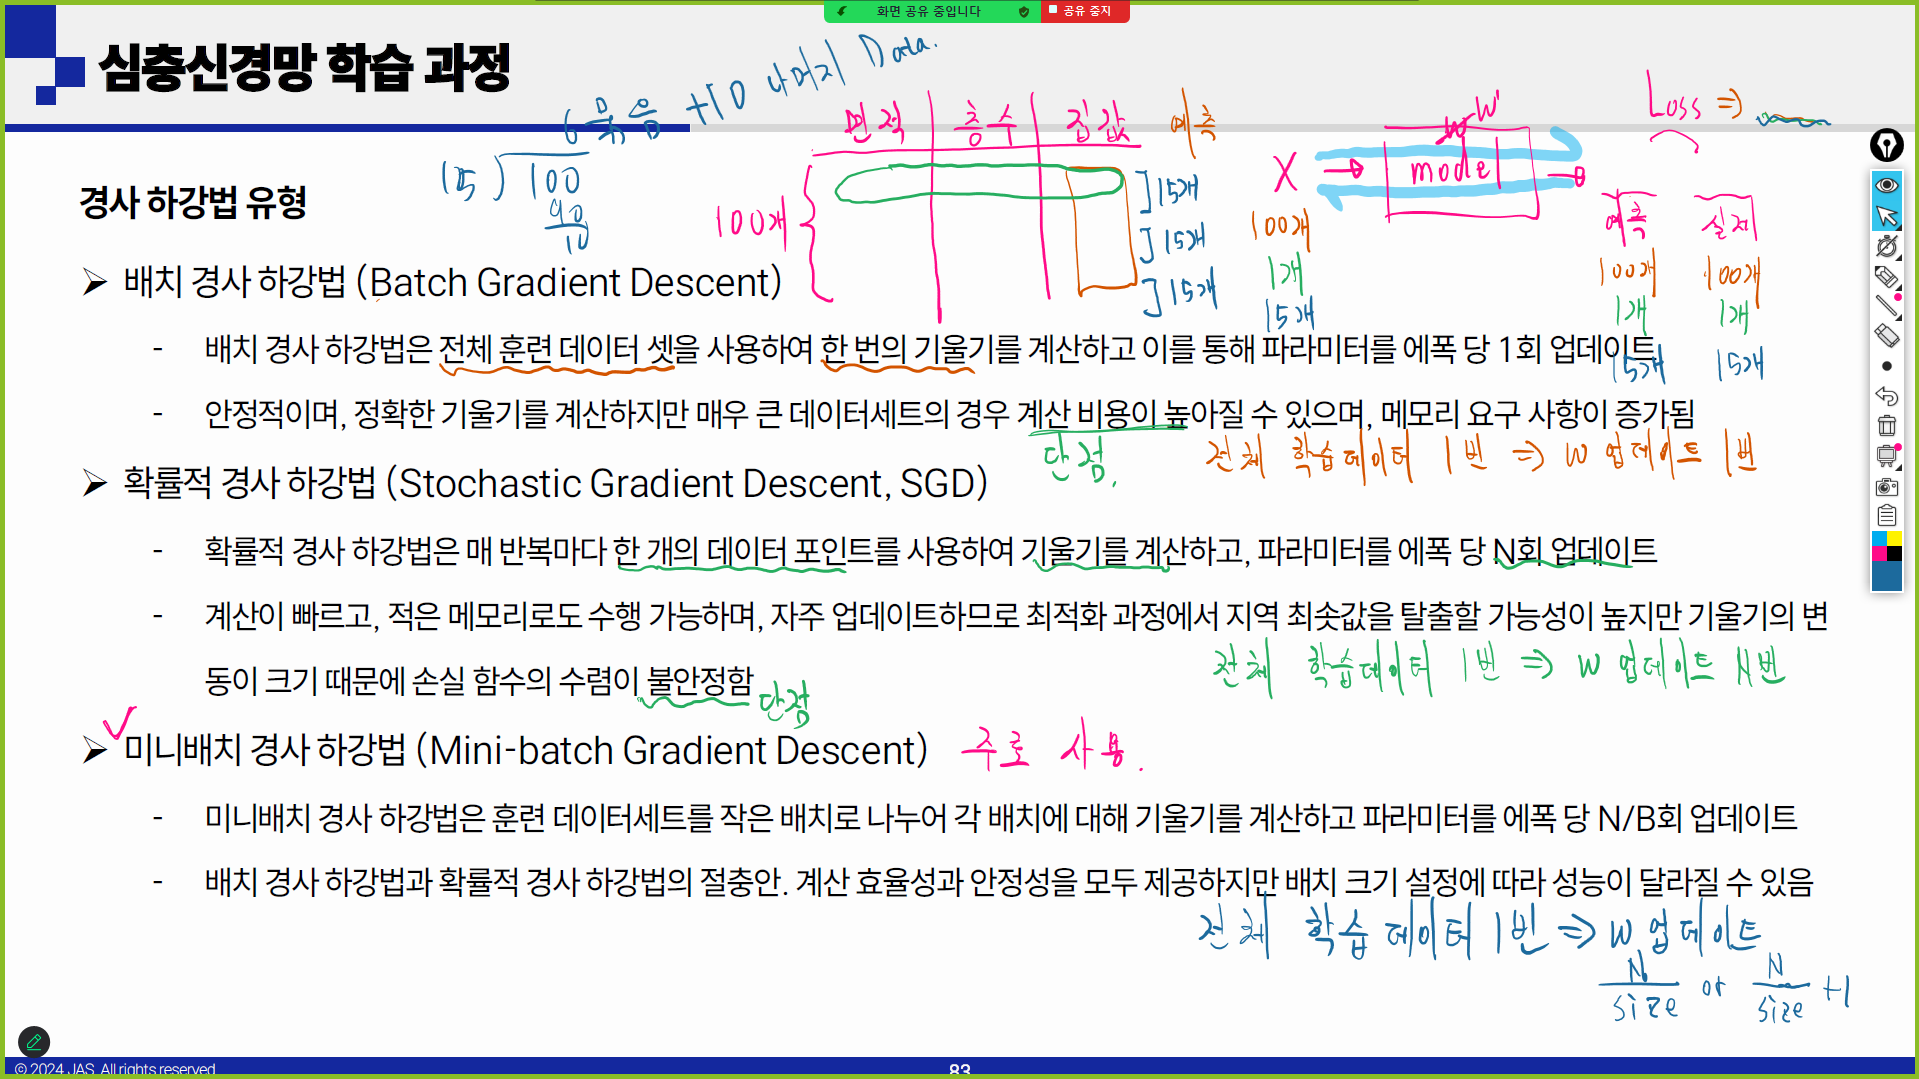 화면 공유 중입니다 공유 중지
심층신경망 학습 과정
6 묶음 +10 나머지 Data.
15 ) 100
90
10
면적 층수 집값 예측
100개
]15개
]15개
]15개
X → model →
w w'
Loss ⇒
예측 실제
100개 100개 100개
1개 1개 1개
15개 15개 15개
경사 하강법 유형
➢ 배치 경사 하강법 (Batch Gradient Descent)
- 배치 경사 하강법은 전체 훈련 데이터 셋을 사용하여 한 번의 기울기를 계산하고 이를 통해 파라미터를 에폭 당 1회 업데이트
- 안정적이며, 정확한 기울기를 계산하지만 매우 큰 데이터세트의 경우 계산 비용이 높아질 수 있으며, 메모리 요구 사항이 증가됨
단점.
전체 학습데이터 1번 ⇒ W 업데이트 1번
➢ 확률적 경사 하강법 (Stochastic Gradient Descent, SGD)
- 확률적 경사 하강법은 매 반복마다 한 개의 데이터 포인트를 사용하여 기울기를 계산하고, 파라미터를 에폭 당 N회 업데이트
- 계산이 빠르고, 적은 메모리로도 수행 가능하며, 자주 업데이트하므로 최적화 과정에서 지역 최솟값을 탈출할 가능성이 높지만 기울기의 변
동이 크기 때문에 손실 함수의 수렴이 불안정함
단점
전체 학습데이터 1번 ⇒ W 업데이트 N번
➢ 미니배치 경사 하강법 (Mini-batch Gradient Descent) 주로 사용.
- 미니배치 경사 하강법은 훈련 데이터세트를 작은 배치로 나누어 각 배치에 대해 기울기를 계산하고 파라미터를 에폭 당 N/B회 업데이트
- 배치 경사 하강법과 확률적 경사 하강법의 절충안. 계산 효율성과 안정성을 모두 제공하지만 배치 크기 설정에 따라 성능이 달라질 수 있음
전체 학습 데이터 1번 ⇒ W 업데이트
N/size or N/size +1
© 2024 JAS. All rights reserved
83